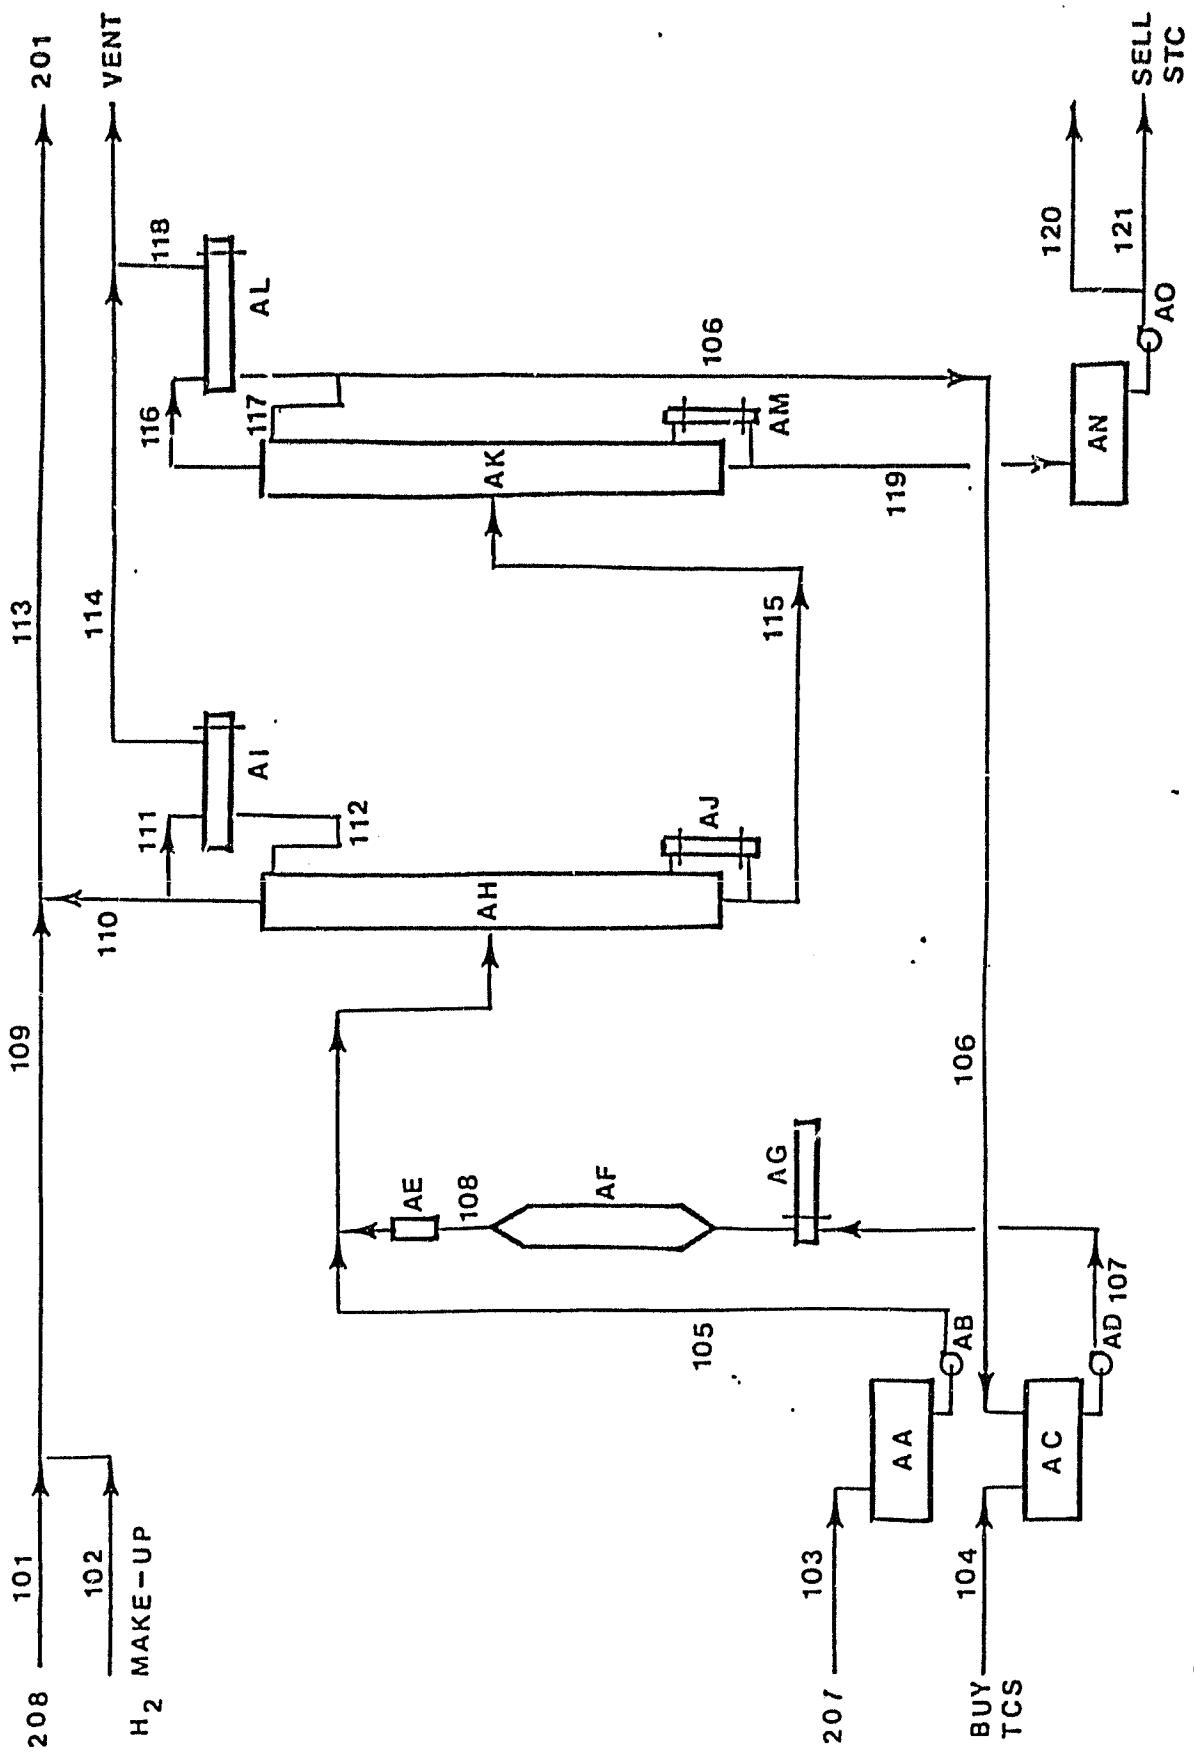 101
109
113
208
201
102
110
114
VENT
H₂ MAKE-UP
111
AI
116
118
AL
112
117
AE
108
AH
AK
AF
105
AJ
106
AG
115
AM
103
207
AA
AB
119
104
106
BUY
TCS
AC
AD
107
120
AN
121
AO
SELL
STC